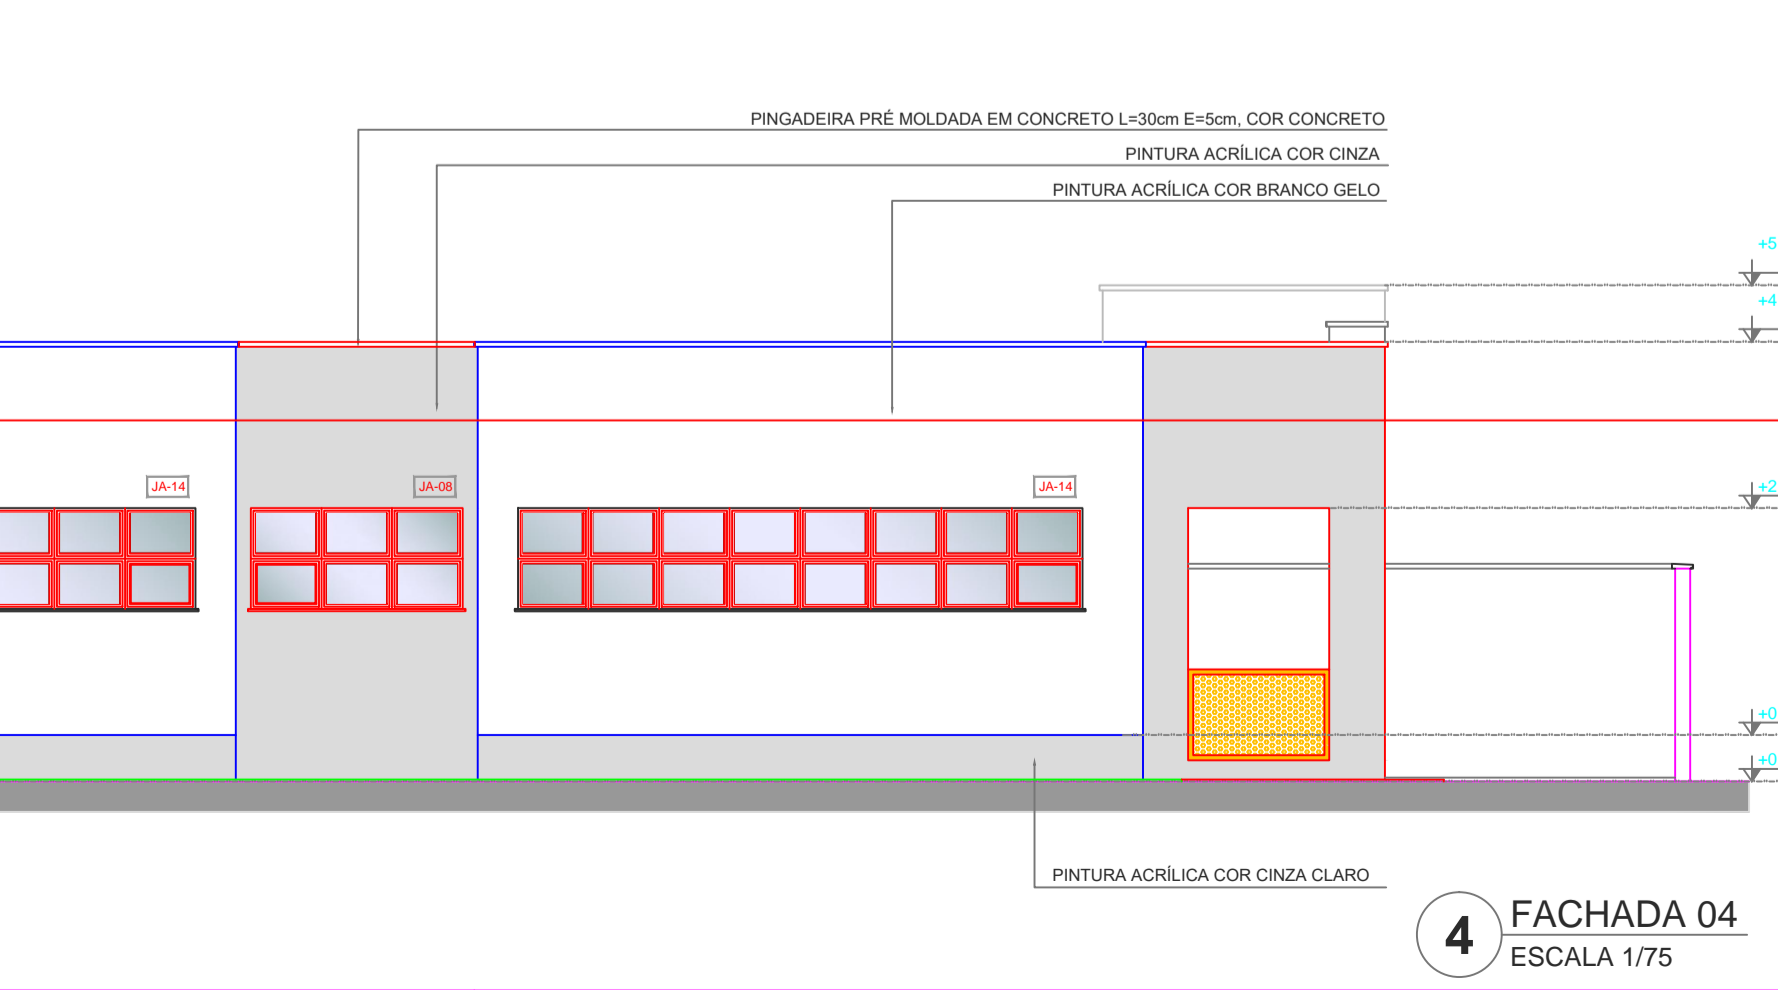 PINGADEIRA PRÉ MOLDADA EM CONCRETO L=30cm E=5cm, COR CONCRETO
PINTURA ACRÍLICA COR CINZA
PINTURA ACRÍLICA COR BRANCO GELO
+5
+4
JA-14
JA-08
JA-14
+2
+0
+0
PINTURA ACRÍLICA COR CINZA CLARO
4
FACHADA 04
ESCALA 1/75